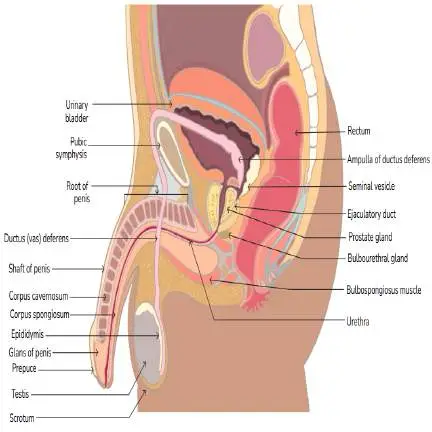 Urinary
bladder
Pubic
symphysis
Root of
penis
Ductus (vas) deferens
Shaft of penis
Corpus cavernosum
Corpus spongiosum
Epididymis
Glans of penis
Prepuce
Testis
Scrotum
Rectum
Ampulla of ductus deferens
Seminal vesicle
Ejaculatory duct
Prostate gland
Bulbourethral gland
Bulbospongiosus muscle
Urethra